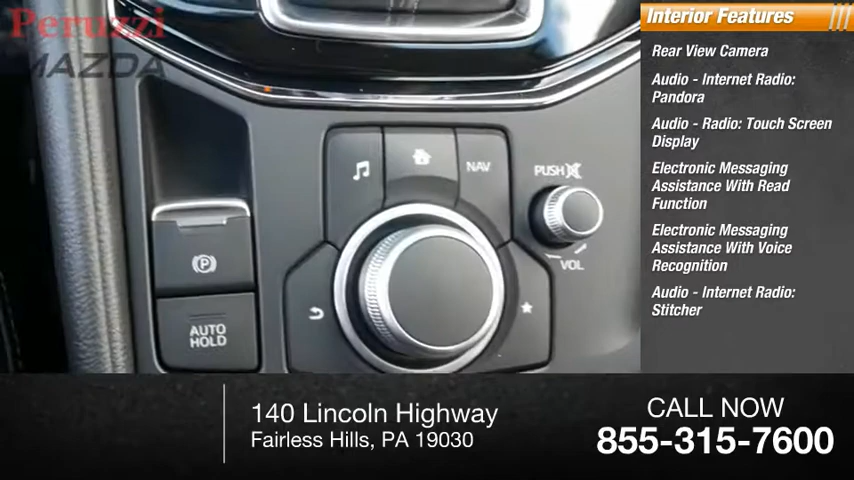 Peruzzi
MAZDA
NAV
PUSH
VOL
AUTO
HOLD
Interior Features
Rear View Camera
Audio - Internet Radio:
Pandora
Audio - Radio: Touch Screen
Display
Electronic Messaging
Assistance With Read
Function
Electronic Messaging
Assistance With Voice
Recognition
Audio - Internet Radio:
Stitcher
140 Lincoln Highway
Fairless Hills, PA 19030
CALL NOW
855-315-7600